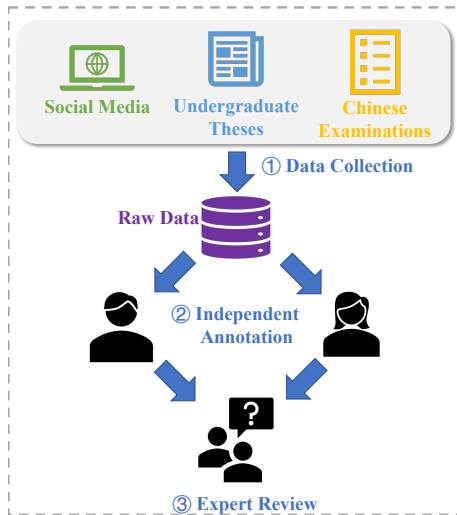 Social Media
Undergraduate
Theses
Chinese
Examinations
① Data Collection
Raw Data
② Independent
Annotation
?
③ Expert Review